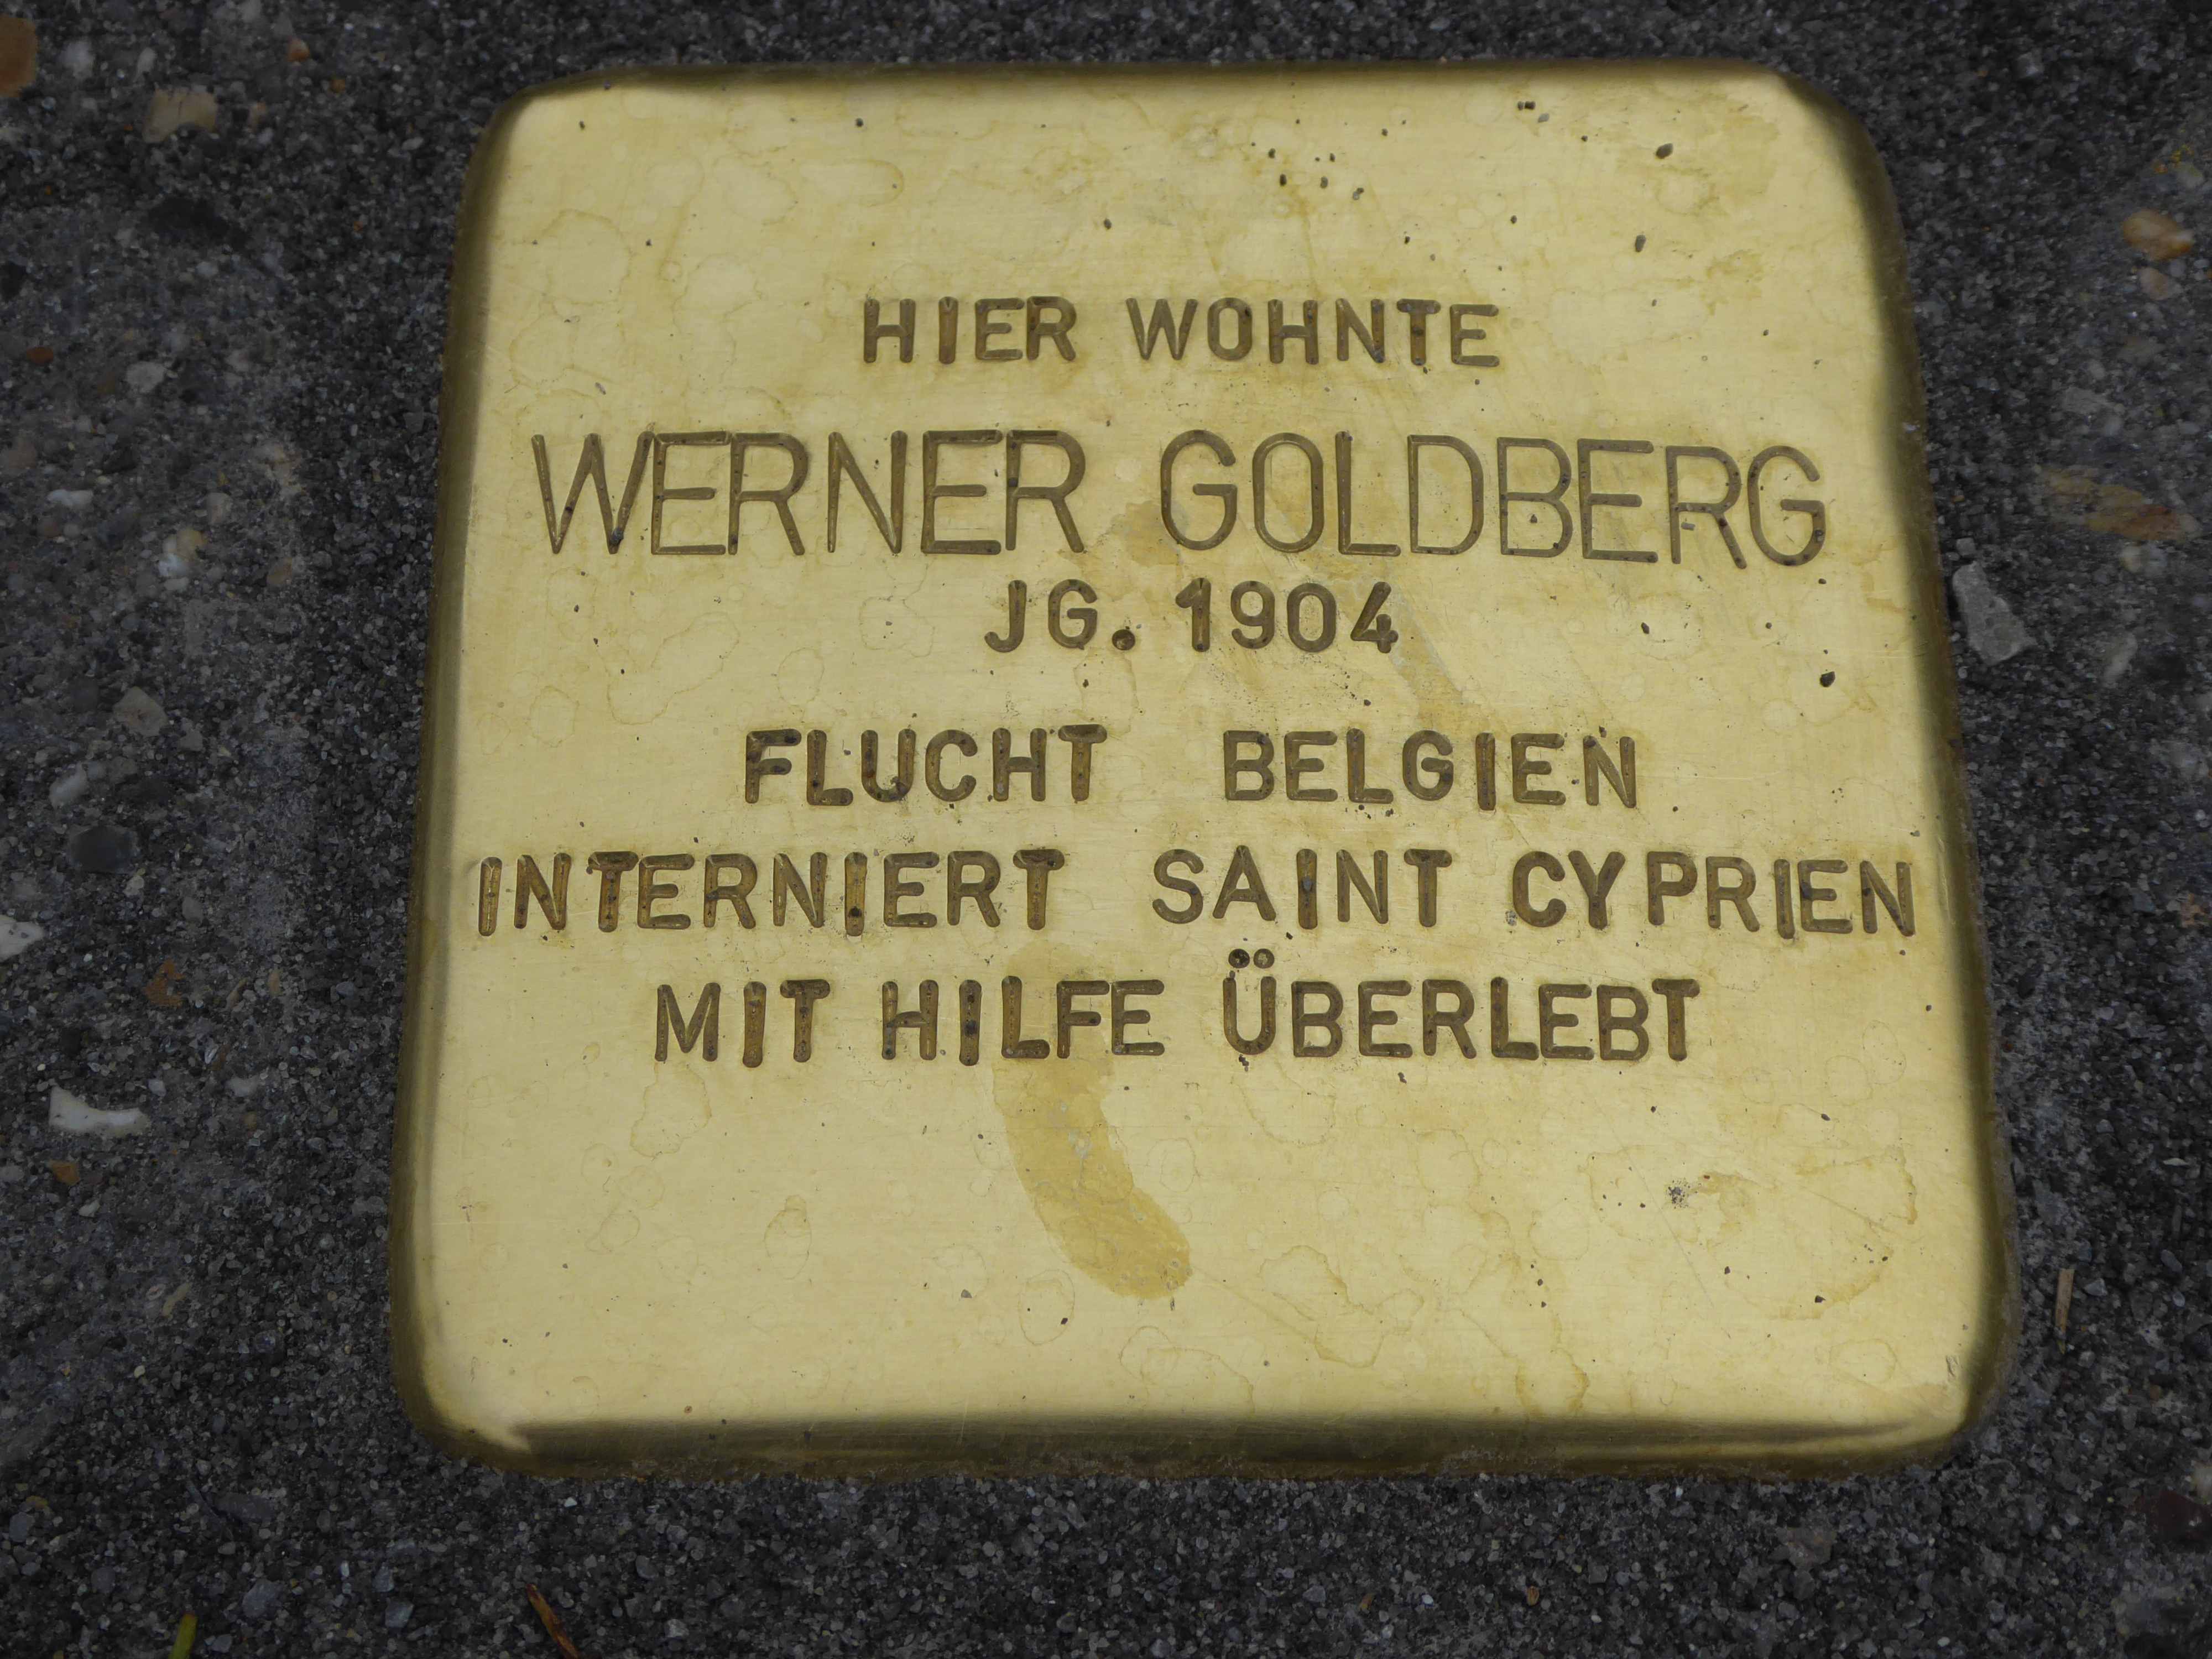 HIER WOHNTE
WERNER GOLDBERG
JG. 1904
FLUCHT BELGIEN
INTERNIERT SAINT CYPRIEN
MIT HILFE ÜBERLEBT